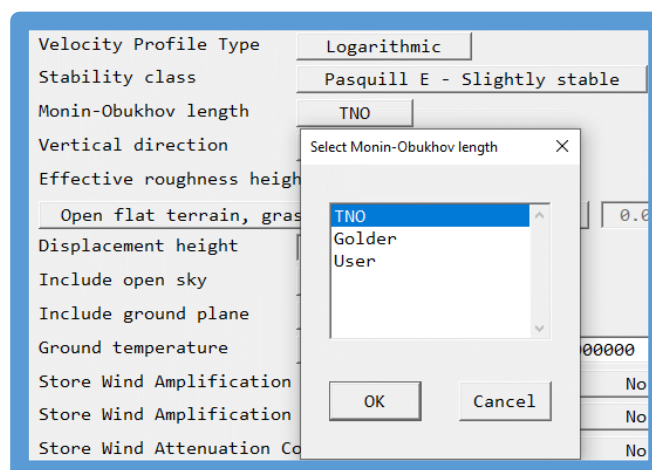 Velocity Profile Type Logarithmic
Stability class Pasquill E - Slightly stable
Monin-Obukhov length TNO
Vertical direction
Select Monin-Obukhov length
Effective roughness heigh
Open flat terrain, gras 0.0
TNO
Golder
User
Displacement height
Include open sky
Include ground plane
Ground temperature 00000
Store Wind Amplification No
OK Cancel
Store Wind Amplification No
Store Wind Attenuation Co No